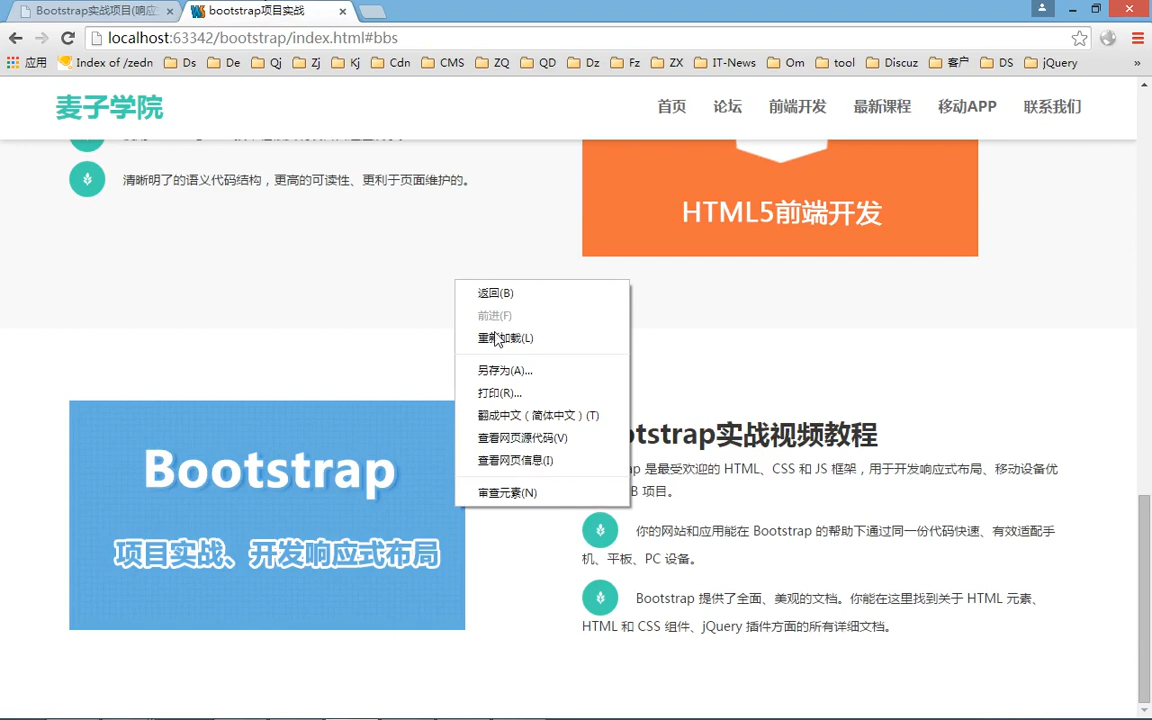 Bootstrap实战项目(响应
bootstrap项目实战
localhost:63342/bootstrap/index.html#bbs
应用 Index of /zedn Ds De Qj Zj Kj Cdn CMS ZQ QD Dz Fz ZX IT-News Om tool Discuz 客户 DS jQuery »
麦子学院 首页 论坛 前端开发 最新课程 移动APP 联系我们
清晰明了的语义代码结构，更高的可读性、更利于页面维护的。
HTML5前端开发
返回(B)
前进(F)
重新加载(L)
另存为(A)...
打印(R)...
翻成中文（简体中文）(T)
查看网页源代码(V)
查看网页信息(I)
审查元素(N)
Bootstrap
项目实战、开发响应式布局
otstrap实战视频教程
ap 是最受欢迎的 HTML、CSS 和 JS 框架，用于开发响应式布局、移动设备优
B 项目。
你的网站和应用能在 Bootstrap 的帮助下通过同一份代码快速、有效适配手
机、平板、PC 设备。
Bootstrap 提供了全面、美观的文档。你能在这里找到关于 HTML 元素、
HTML 和 CSS 组件、jQuery 插件方面的所有详细文档。